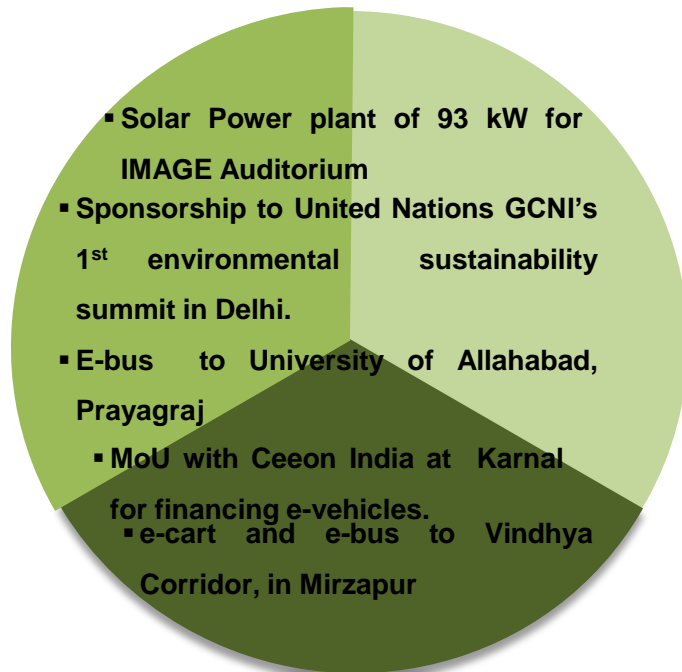 ▪ Solar Power plant of 93 kW for
IMAGE Auditorium
▪ Sponsorship to United Nations GCNI's
1st environmental sustainability
summit in Delhi.
▪ E-bus to University of Allahabad,
Prayagraj
▪ MoU with Ceeon India at Karnal
for financing e-vehicles.
▪ e-cart and e-bus to Vindhya
Corridor, in Mirzapur